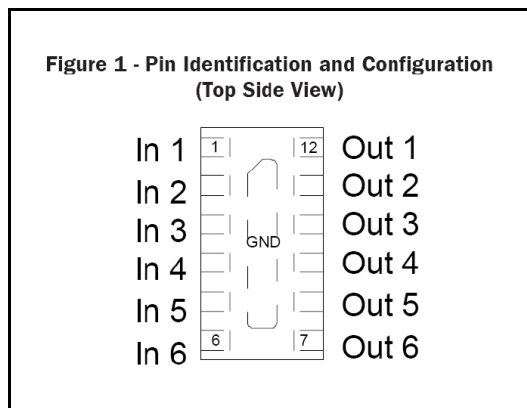 Figure 1 - Pin Identification and Configuration
(Top Side View)
In 1 1 12 Out 1
In 2 Out 2
In 3 Out 3
GND
In 4 Out 4
In 5 Out 5
In 6 6 7 Out 6